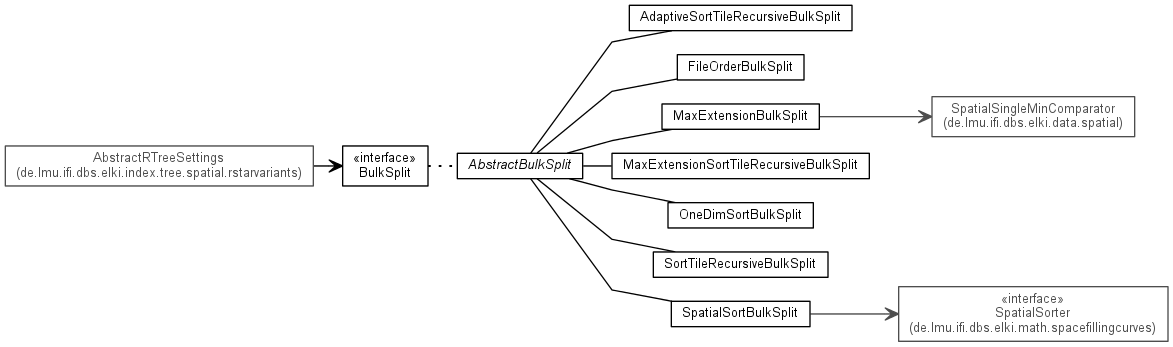 AdaptiveSortTileRecursiveBulkSplit
FileOrderBulkSplit
MaxExtensionBulkSplit
SpatialSingleMinComparator
(de.lmu.ifi.dbs.elki.data.spatial)
AbstractRTreeSettings
(de.lmu.ifi.dbs.elki.index.tree.spatial.rstarvariants)
«interface»
BulkSplit
AbstractBulkSplit
MaxExtensionSortTileRecursiveBulkSplit
OneDimSortBulkSplit
SortTileRecursiveBulkSplit
SpatialSortBulkSplit
«interface»
SpatialSorter
(de.lmu.ifi.dbs.elki.math.spacefillingcurves)